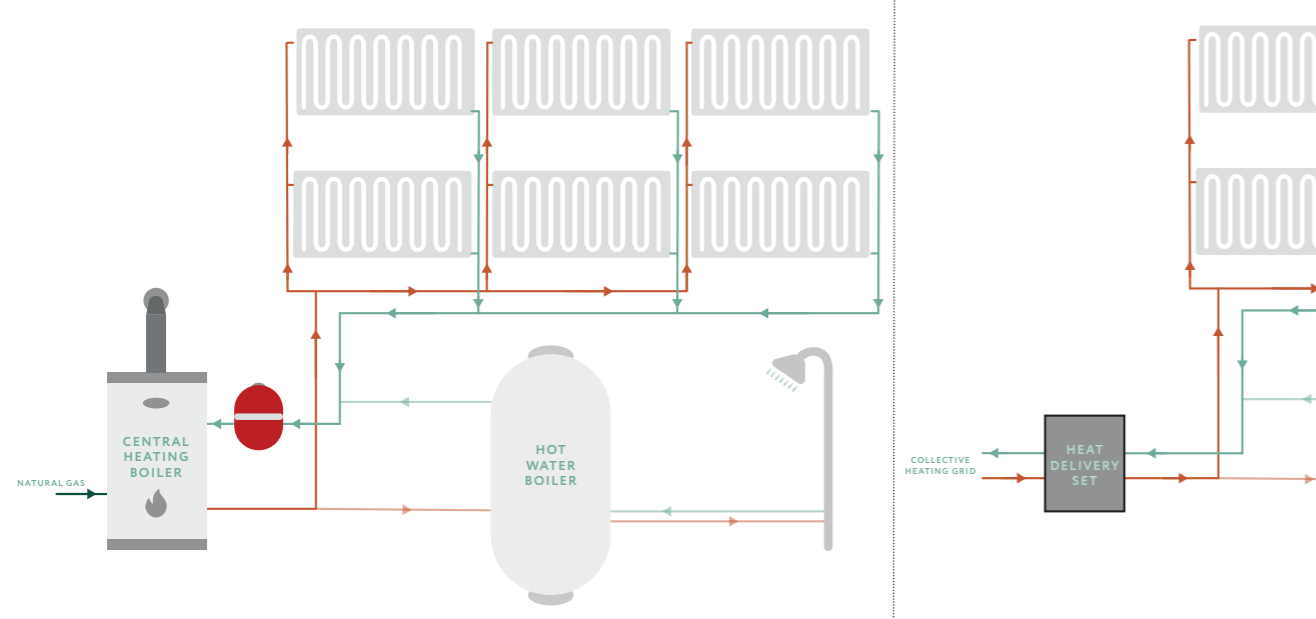 CENTRAL
HEATING
BOILER
NATURAL GAS
HOT
WATER
BOILER
COLLECTIVE
HEATING GRID
HEAT
DELIVERY
SET